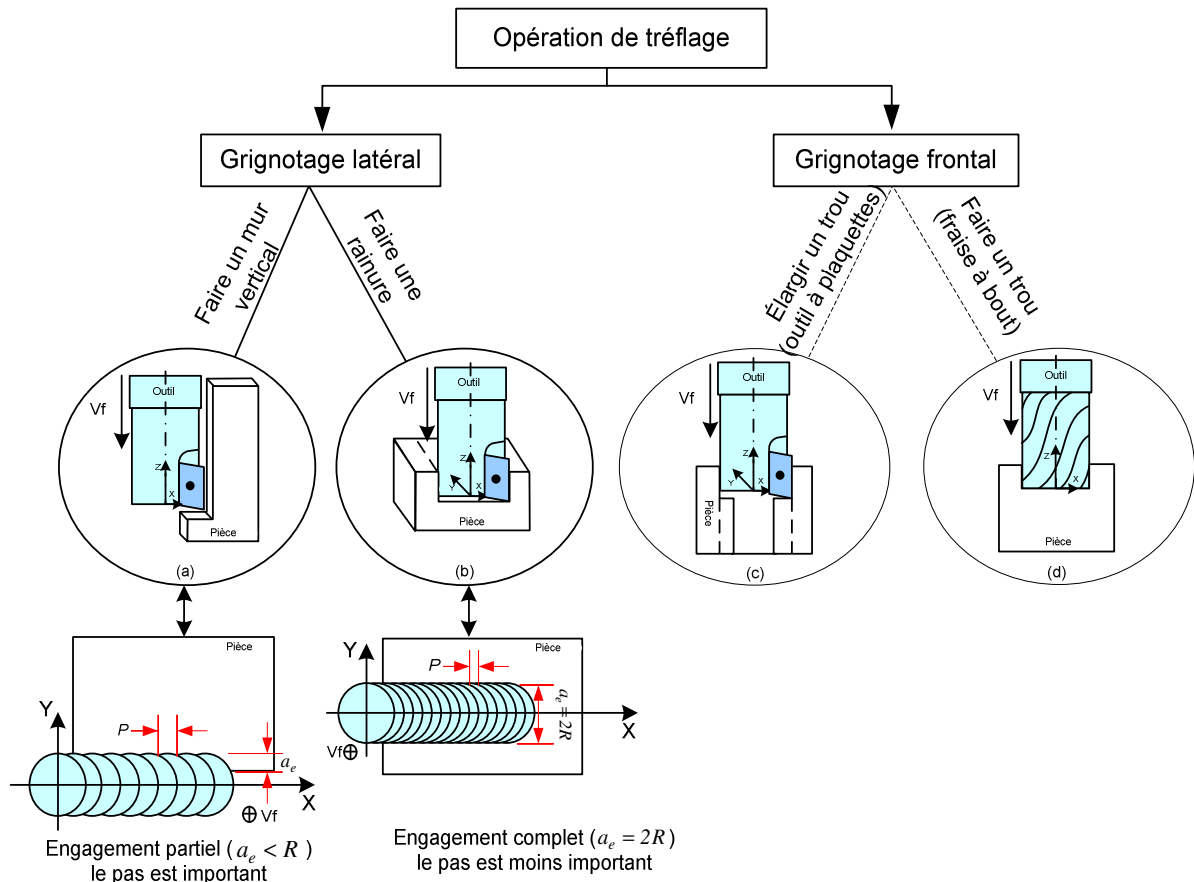 Opération de tréflage
Grignotage latéral
Grignotage frontal
Faire un mur
vertical
Faire une
rainure
Élargir un trou
(outil à plaquettes)
Faire un trou
(fraise à bout)
Outil
Vf
Z
X
Pièce
(a)
Outil
Vf
Z
Y
X
Pièce
(b)
Outil
Vf
Z
Y
X
Pièce
(c)
Outil
Vf
Z
X
Pièce
(d)
Pièce
Y
P
a_e
X
⊕ Vf
Engagement partiel ( a_e < R )
le pas est important
Pièce
Y
P
a_e = 2R
X
Vf ⊕
Engagement complet ( a_e = 2R )
le pas est moins important